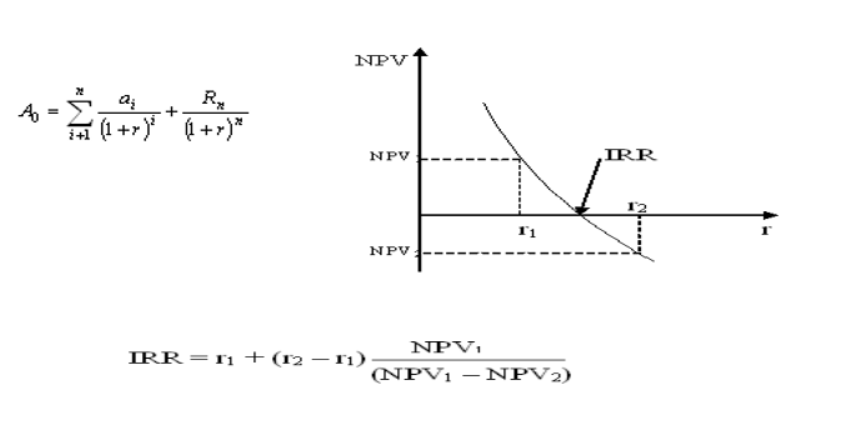 A₀ = ∑ⁿᵢ₊₁ aᵢ/(1+r)ⁱ + Rₙ/(1+r)ⁿ
NPV
NPV
IRR
r₂
r₁
r
NPV
IRR = r₁ + (r₂ − r₁) NPV₁/(NPV₁ − NPV₂)